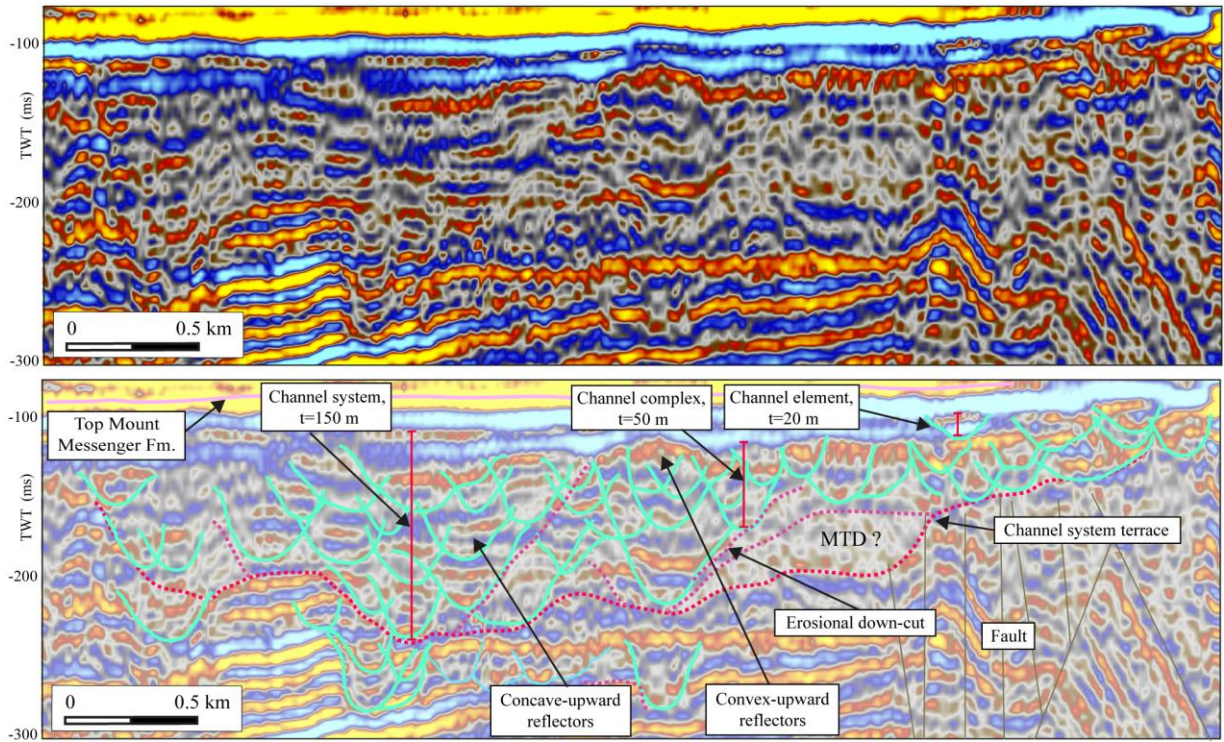 -100
TWT (ms)
-200
0 0.5 km
-300
Channel system,
t=150 m
Channel complex,
t=50 m
Channel element,
t=20 m
-100
Top Mount
Messenger Fm.
TWT (ms)
MTD ?
Channel system terrace
-200
Erosional down-cut
Fault
0 0.5 km
Concave-upward
reflectors
Convex-upward
reflectors
-300